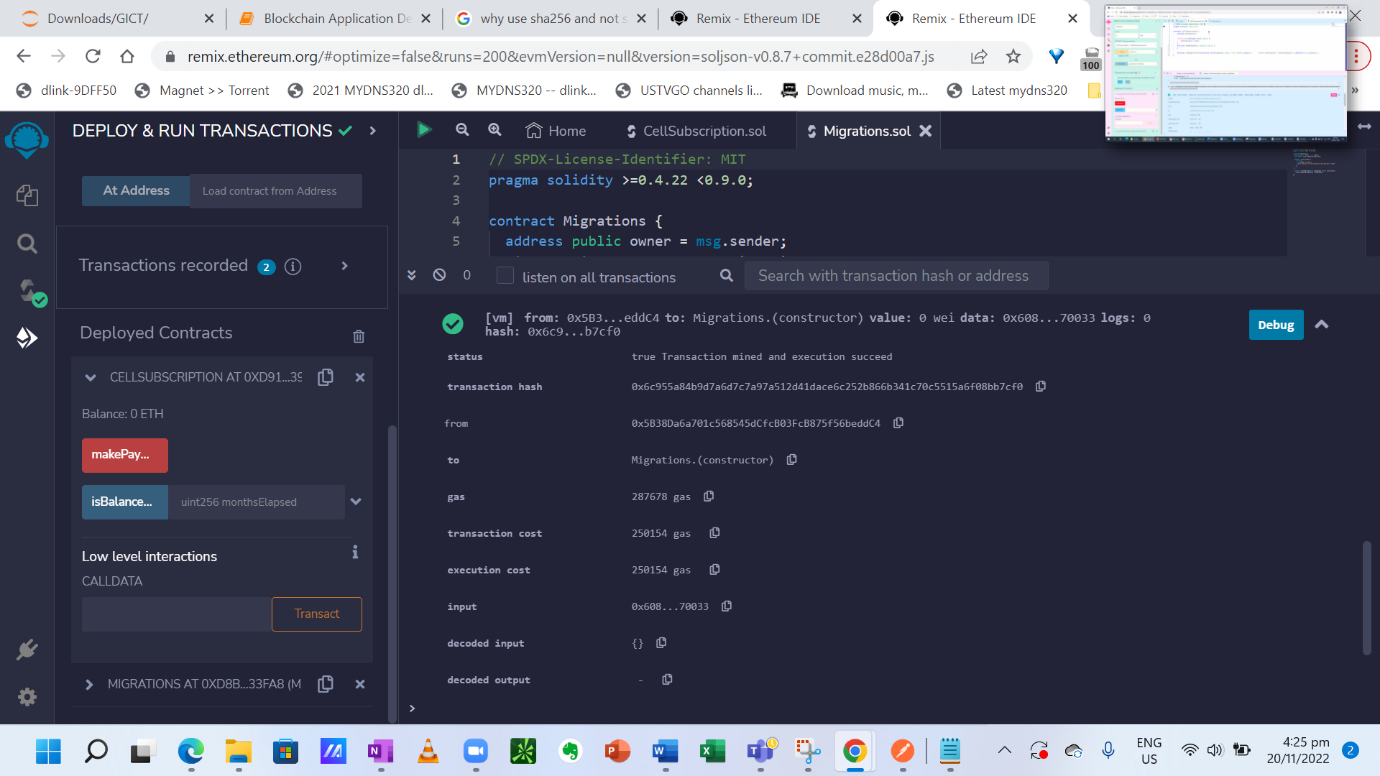 Downloads/GICT/
Blockchain Application De
why use sha256 and not s
Remix - Ethereum IDE
Remix - Ethereum IDE
remix.ethereum.org/#optimize=
runs=200&evmVersion=null&version=soljson-v0.8.7+commit.e28d00a7.js
100
dlink-9DFF50
Magnet >> Torrent
2021 MYDNS320 dlin
MYDNS320 -- dlink...
USTVGO channels li...
Download music, m...
Latest mydns320
»
DEPLOY & RUN TRANSACTIONS
Home
CellSubscription.sol
Migrations.sol
At Address
Load contract from Address
1 // SPDX-License-Identifier: MIT
2 pragma solidity >=0.4.22 <0.9.0;
3
4 contract Migrations {
5 address public owner = msg.sender;
Transactions recorded 2 i
0
listen on all transactions
Search with transaction hash or address
Deployed Contracts
CELLSUBSCRIPTION AT 0XD91...39
Balance: 0 ETH
makePay...
isBalance...
uint256 monthsElapsed
Low level interactions
CALLDATA
Transact
MIGRATIONS AT 0XD8B...33FA8 (M
[vm] from: 0x5B3...eddC4 to: Migrations.(constructor) value: 0 wei data: 0x608...70033 logs: 0
hash: 0x6c9...b7cf0
Debug
status true Transaction mined and execution succeed
transaction hash 0x6c955a84b9d7a6d7c7a97a512d41dace6c252b866b341c70c5515a6f08bb7cf0
from 0x5B38Da6a701c568545dCfcB03FcB875f56beddC4
to Migrations.(constructor)
gas 287678 gas
transaction cost 250154 gas
execution cost 250154 gas
input 0x608...70033
decoded input {}
decoded output -
>
ENG
US
4:25 pm
20/11/2022
2